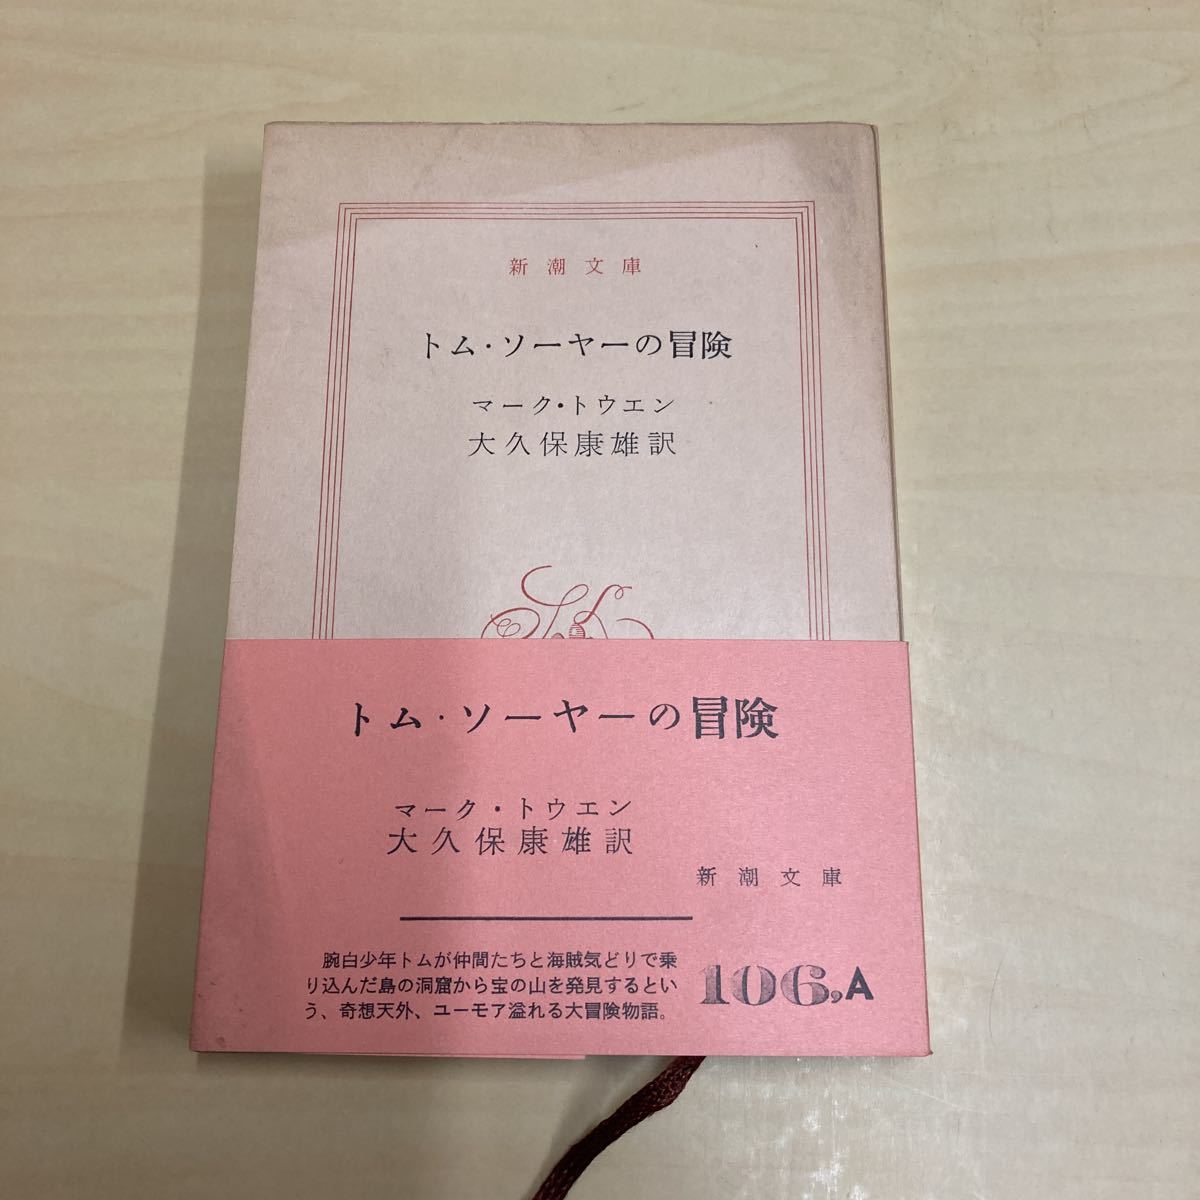 新潮文庫
トム・ソーヤーの冒険
マーク・トウエン
大久保康雄訳
トム・ソーヤーの冒険
マーク・トウエン
大久保康雄訳
新潮文庫
腕白少年トムが仲間たちと海賊気どりで乗
り込んだ島の洞窟から宝の山を発見するとい
う、奇想天外、ユーモア溢れる大冒険物語。
106,A